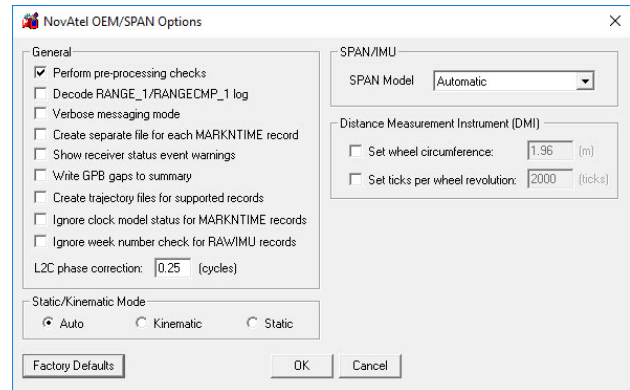 NovAtel OEM/SPAN Options
General
Perform pre-processing checks
Decode RANGE_1/RANGECMP_1 log
Verbose messaging mode
Create separate file for each MARKNTIME record
Show receiver status event warnings
Write GPB gaps to summary
Create trajectory files for supported records
Ignore clock model status for MARKNTIME records
Ignore week number check for RAWIMU records
L2C phase correction: 0.25 (cycles)
Static/Kinematic Mode
Auto Kinematic Static
SPAN/IMU
SPAN Model Automatic
Distance Measurement Instrument (DMI)
Set wheel circumference: 1.96 (m)
Set ticks per wheel revolution: 2000 (ticks)
Factory Defaults OK Cancel